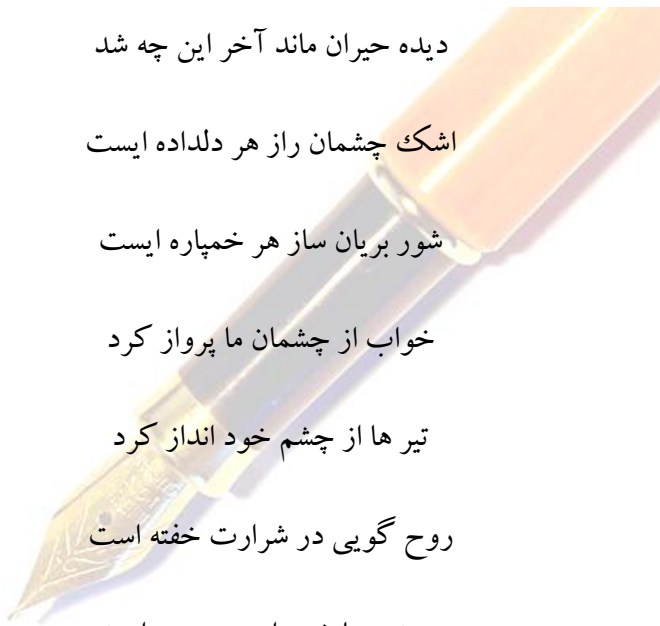 دیده حیران ماند آخر این چه شد
اشک چشمان راز هر دلداده ایست
شور بریان ساز هر خمپاره ایست
خواب از چشمان ما پرواز کرد
تیر ها از چشم خود انداز کرد
روح گویی در شرارت خفته است